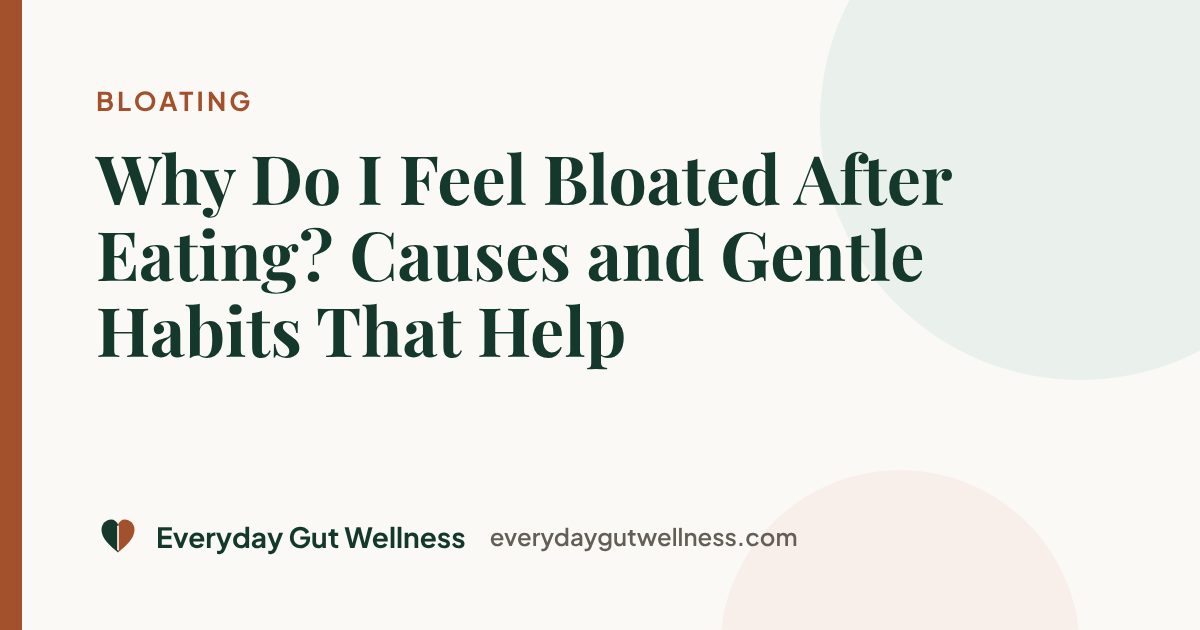 BLOATING
Why Do I Feel Bloated After
Eating? Causes and Gentle
Habits That Help
Everyday Gut Wellness everydaygutwellness.com